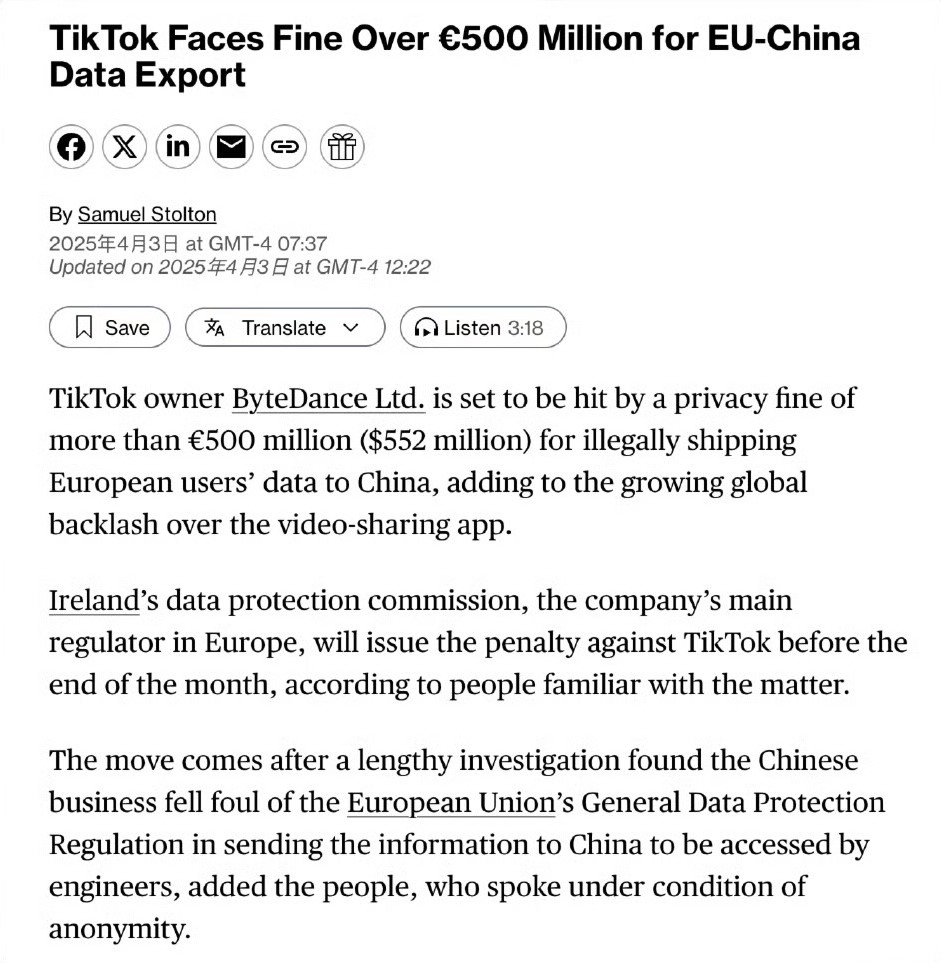 TikTok Faces Fine Over €500 Million for EU-China
Data Export
By Samuel Stolton
2025年4月3日 at GMT-4 07:37
Updated on 2025年4月3日 at GMT-4 12:22
Save
Translate
Listen 3:18
TikTok owner ByteDance Ltd. is set to be hit by a privacy fine of
more than €500 million ($552 million) for illegally shipping
European users’ data to China, adding to the growing global
backlash over the video-sharing app.
Ireland’s data protection commission, the company’s main
regulator in Europe, will issue the penalty against TikTok before the
end of the month, according to people familiar with the matter.
The move comes after a lengthy investigation found the Chinese
business fell foul of the European Union’s General Data Protection
Regulation in sending the information to China to be accessed by
engineers, added the people, who spoke under condition of
anonymity.